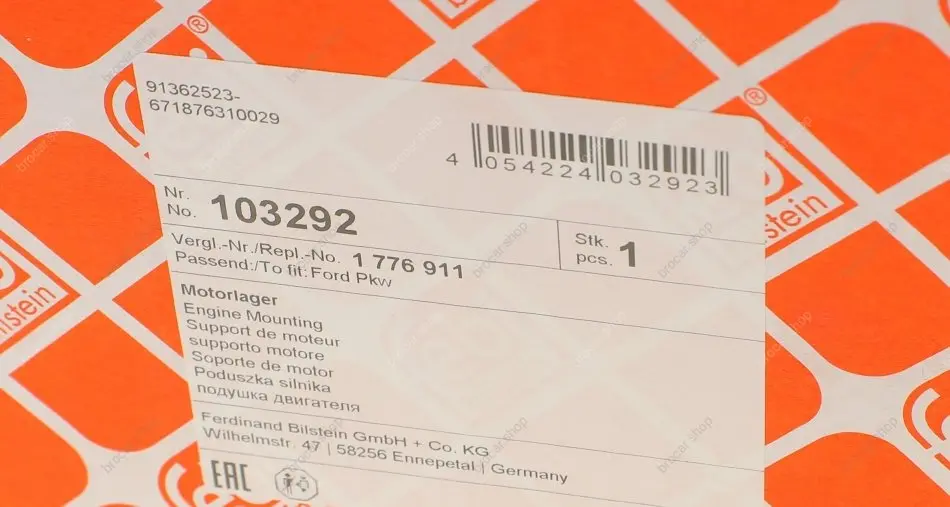 91362523-
671876310029
4 054224 032923
Nr.
No. 103292
Stk.
pcs. 1
Vergl.-Nr./Repl.-No. 1 776 911
Passend:/To fit: Ford Pkw
Motorlager
Engine Mounting
Support de moteur
supporto motore
Soporte de motor
Poduszka silnika
подушка двигателя
Ferdinand Bilstein GmbH + Co. KG
Wilhelmstr. 47 | 58256 Ennepetal | Germany
EAC
brocar.shop